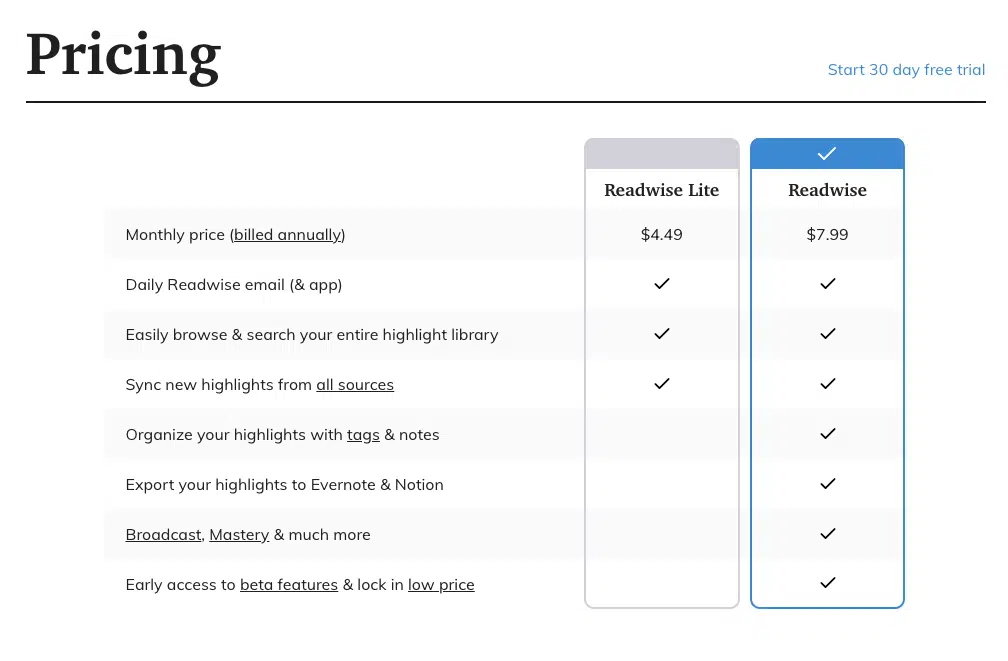 Pricing
Start 30 day free trial
Readwise Lite Readwise
Monthly price (billed annually) $4.49 $7.99
Daily Readwise email (& app)
Easily browse & search your entire highlight library
Sync new highlights from all sources
Organize your highlights with tags & notes
Export your highlights to Evernote & Notion
Broadcast, Mastery & much more
Early access to beta features & lock in low price